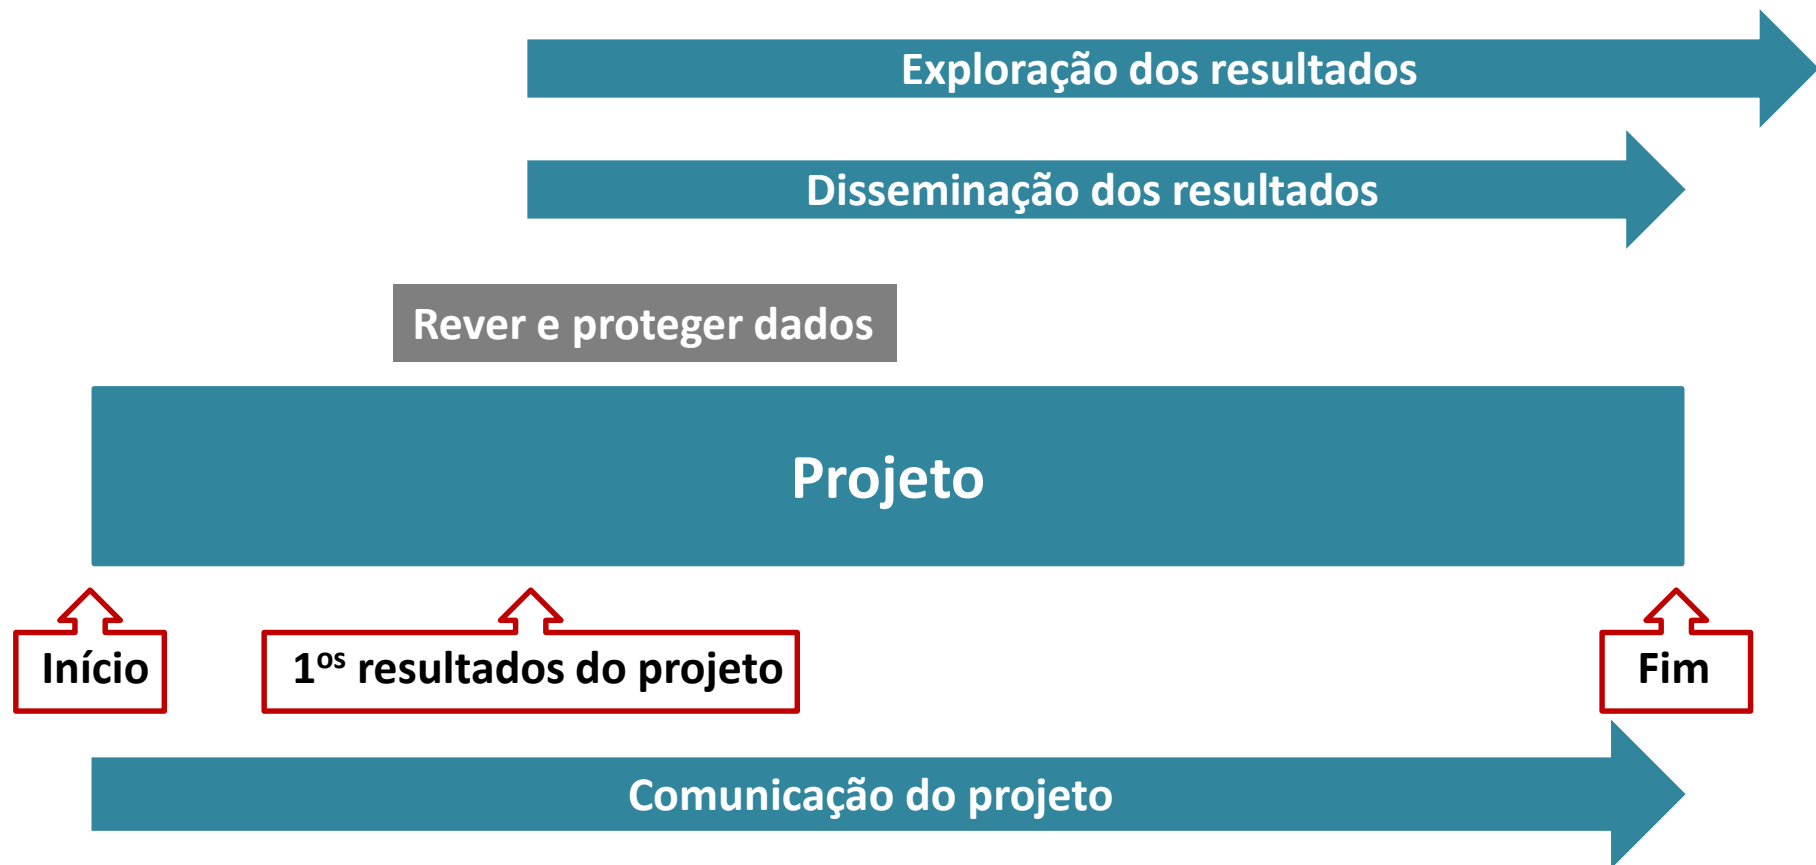 Exploração dos resultados
Disseminação dos resultados
Rever e proteger dados
Projeto
Início
1ᵒˢ resultados do projeto
Fim
Comunicação do projeto